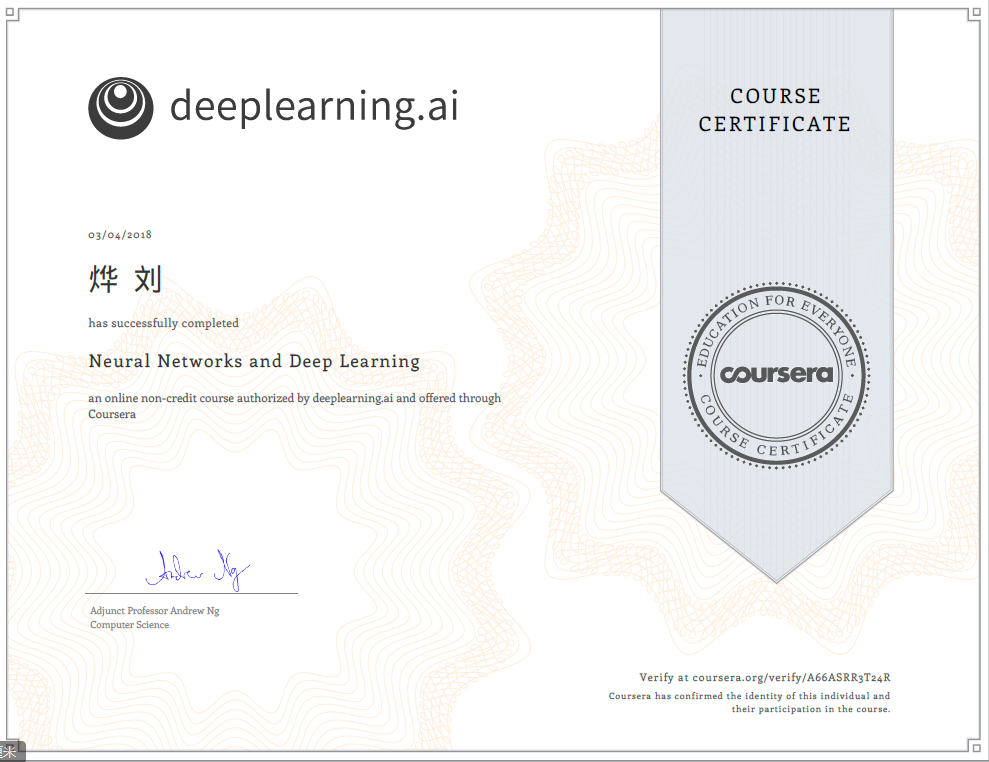 deeplearning.ai
COURSE
CERTIFICATE
03/04/2018
烨 刘
has successfully completed
Neural Networks and Deep Learning
an online non-credit course authorized by deeplearning.ai and offered through
Coursera
EDUCATION FOR EVERYONE
coursera
COURSE CERTIFICATE
Andrew Ng
Adjunct Professor Andrew Ng
Computer Science
Verify at coursera.org/verify/A66ASRR3T24R
Coursera has confirmed the identity of this individual and
their participation in the course.
米